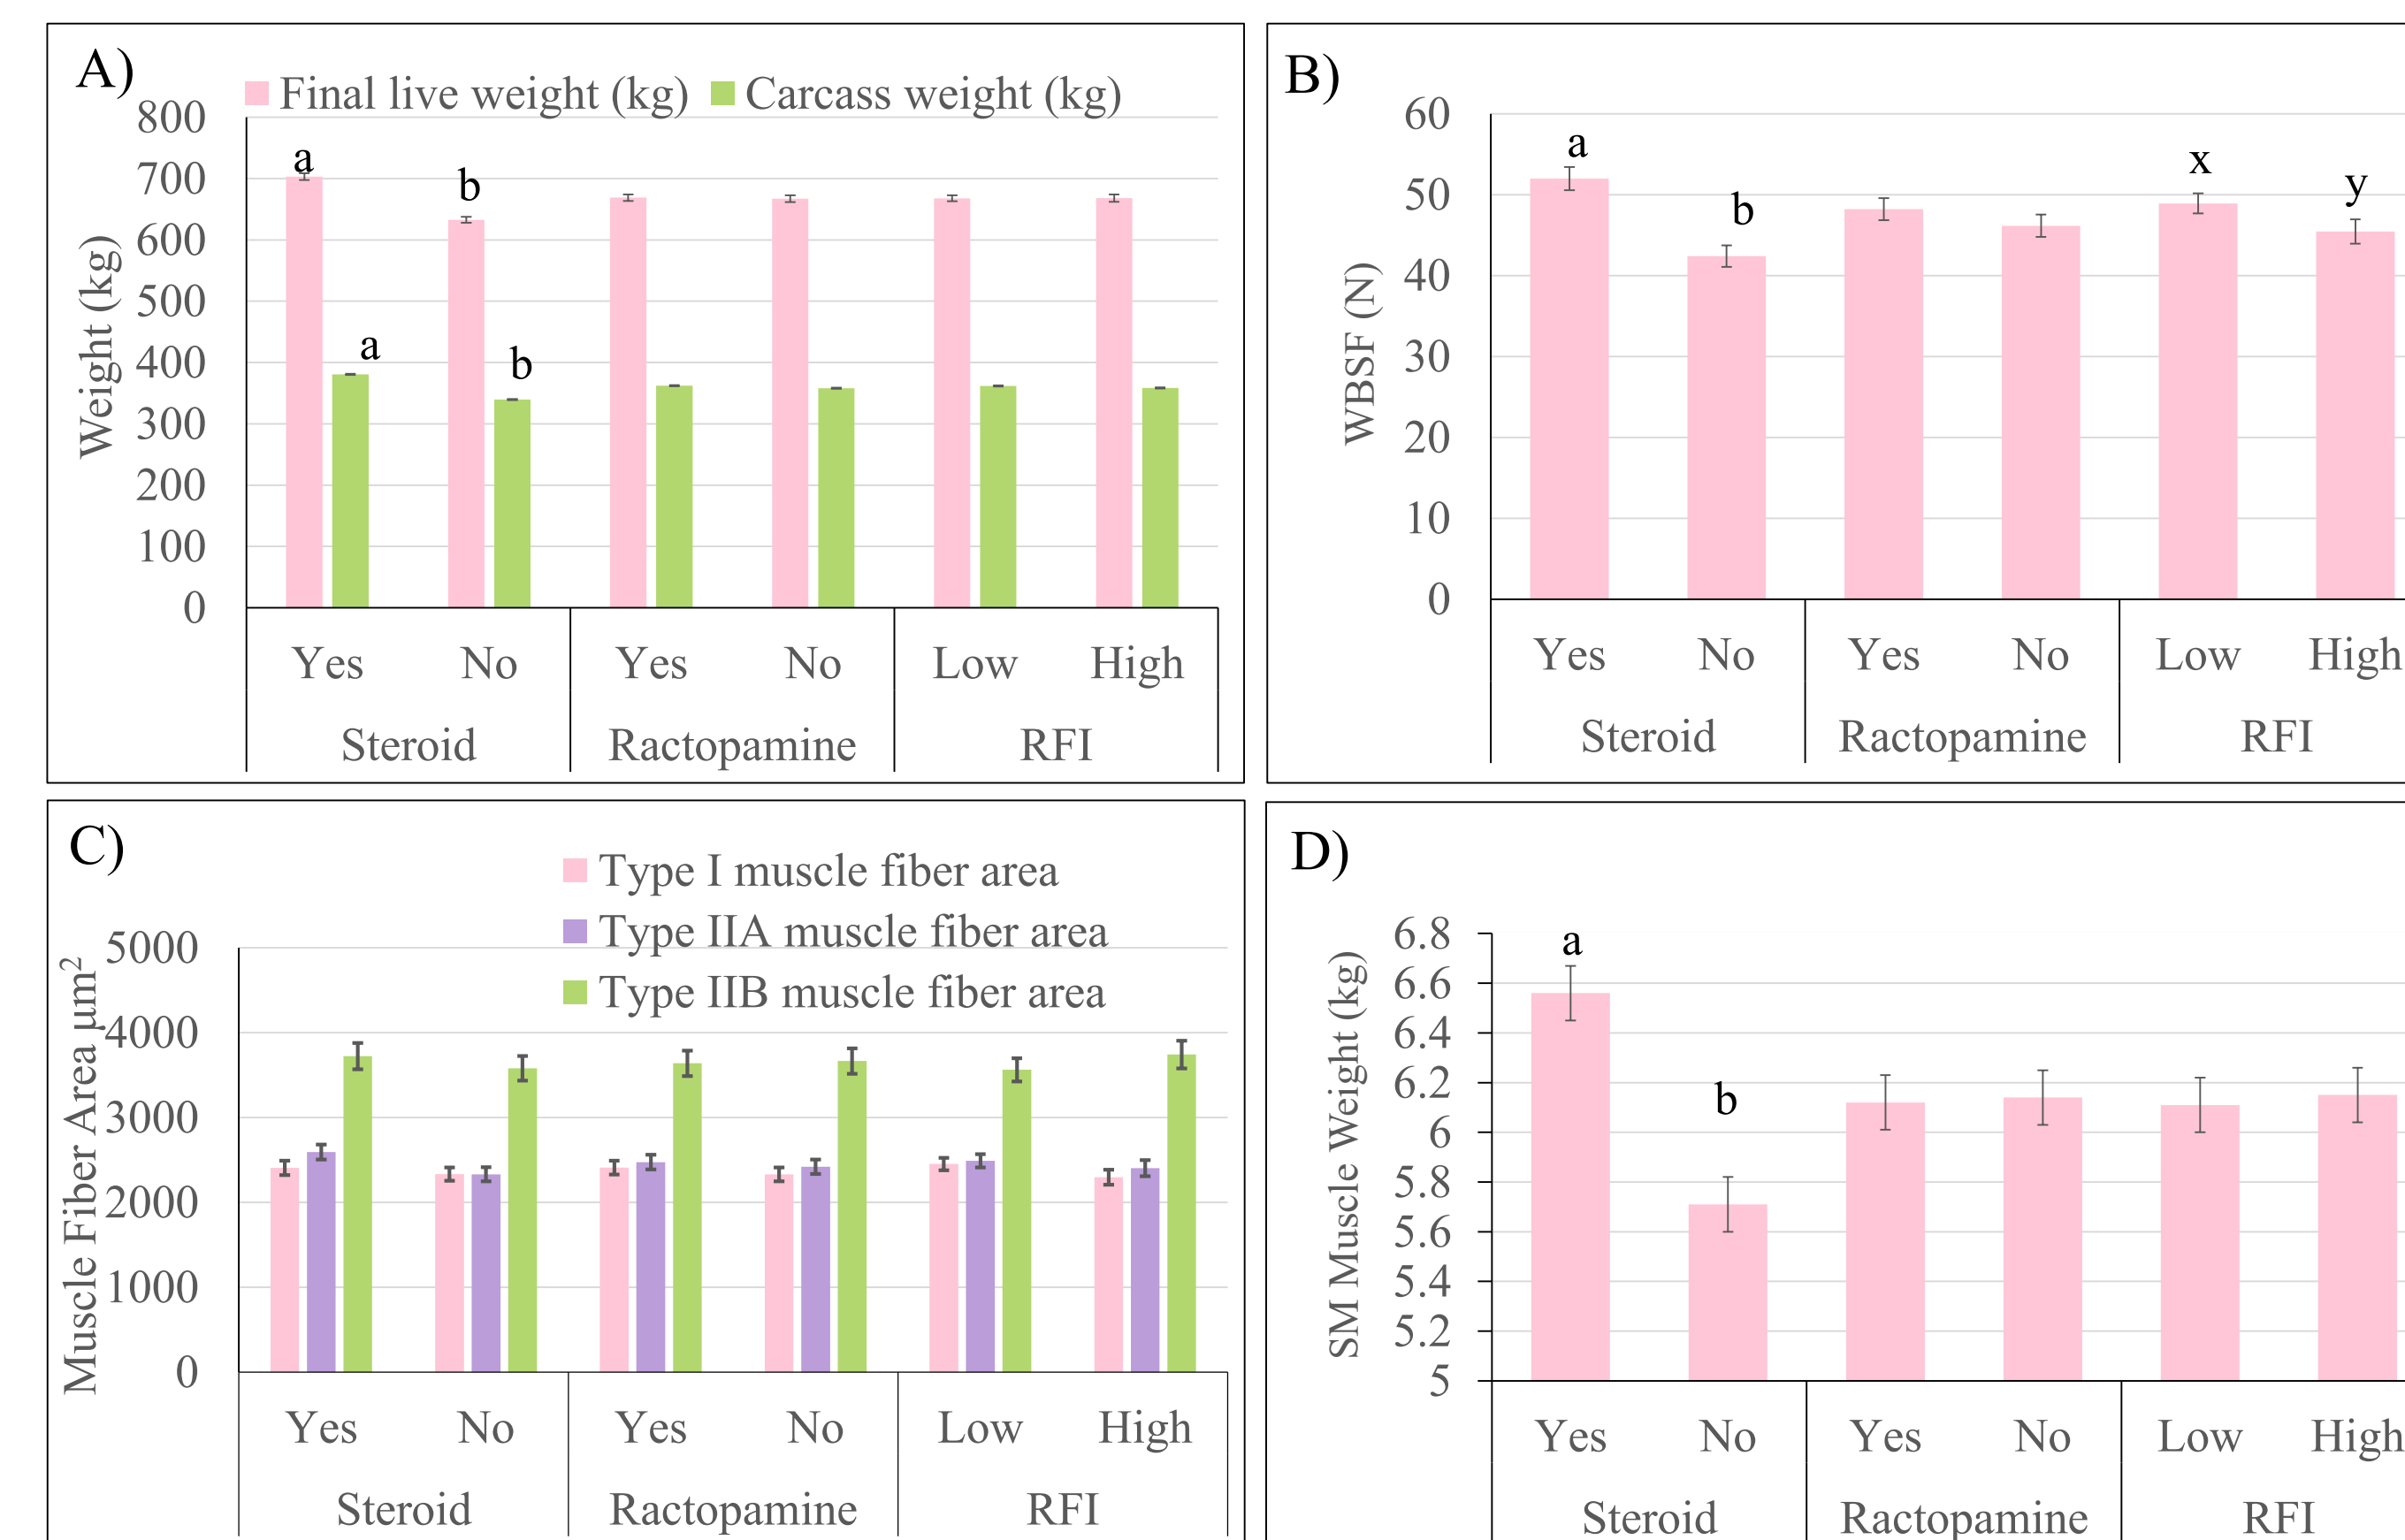 A)
Final live weight (kg) Carcass weight (kg)
Weight (kg)
800
700
600
500
400
300
200
100
0
a
b
a
b
Yes No Yes No Low High
Steroid Ractopamine RFI
B)
WBSF (N)
60
50
40
30
20
10
0
a
b
x
y
Yes No Yes No Low High
Steroid Ractopamine RFI
C)
Type I muscle fiber area
Type IIA muscle fiber area
Type IIB muscle fiber area
Muscle Fiber Area µm²
5000
4000
3000
2000
1000
0
Yes No Yes No Low High
Steroid Ractopamine RFI
D)
SM Muscle Weight (kg)
6.8
6.6
6.4
6.2
6
5.8
5.6
5.4
5.2
5
a
b
Yes No Yes No Low High
Steroid Ractopamine RFI